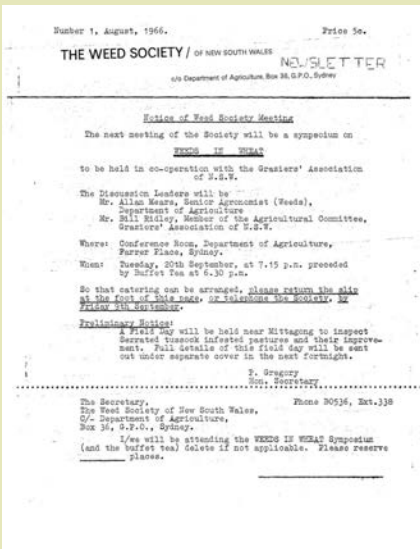 Number 1, August, 1966. Price 5c.
THE WEED SOCIETY / OF NEW SOUTH WALES
NEWSLETTER
c/o Department of Agriculture, Box 36, G.P.O., Sydney
Notice of Weed Society Meeting
The next meeting of the Society will be a symposium on
WEEDS IN WHEAT
to be held in co-operation with the Graziers' Association
of N.S.W.
The Discussion Leaders will be
Mr. Allan Mears, Senior Agronomist (Weeds),
Department of Agriculture
Mr. Bill Ridley, Member of the Agricultural Committee,
Graziers' Association of N.S.W.
Where: Conference Room, Department of Agriculture,
Farrer Place, Sydney.
When: Tuesday, 20th September, at 7.15 p.m. preceded
by Buffet Tea at 6.30 p.m.
So that catering can be arranged, please return the slip
at the foot of this page, or telephone the Society, by
Friday 9th September.
Preliminary Notice:
A Field Day will be held near Mittagong to inspect
Serrated tussock infested pastures and their improve-
ment. Full details of this field day will be sent
out under separate cover in the next fortnight.
P. Gregory
Hon. Secretary
The Secretary, Phone B0536, Ext.338
The Weed Society of New South Wales,
C/- Department of Agriculture,
Box 36, G.P.O., Sydney.
I/we will be attending the WEEDS IN WHEAT Symposium
(and the buffet tea) delete if not applicable. Please reserve
places.